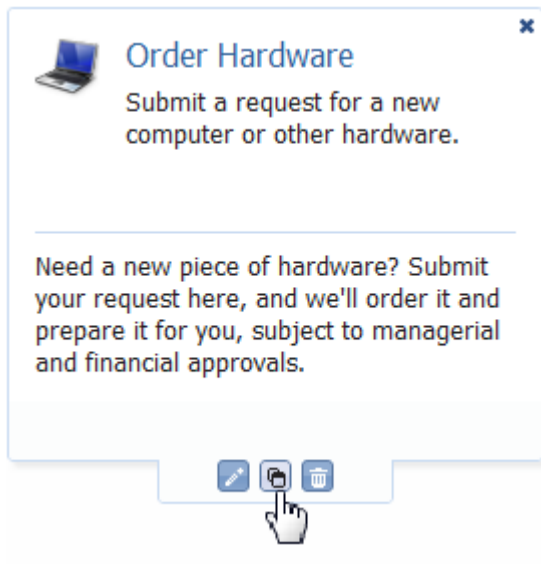 Order Hardware
Submit a request for a new
computer or other hardware.
Need a new piece of hardware? Submit
your request here, and we'll order it and
prepare it for you, subject to managerial
and financial approvals.